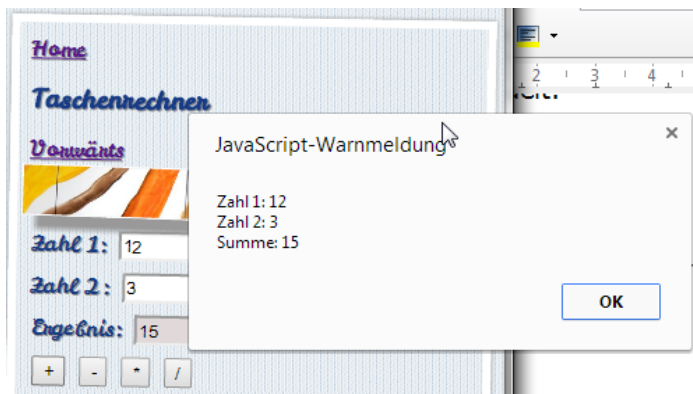 Home
Taschenrechner
Vorwärts
Zahl 1: 12
Zahl 2: 3
Ergebnis: 15
+ - * /
JavaScript-Warnmeldung
×
Zahl 1: 12
Zahl 2: 3
Summe: 15
OK
2 3 4